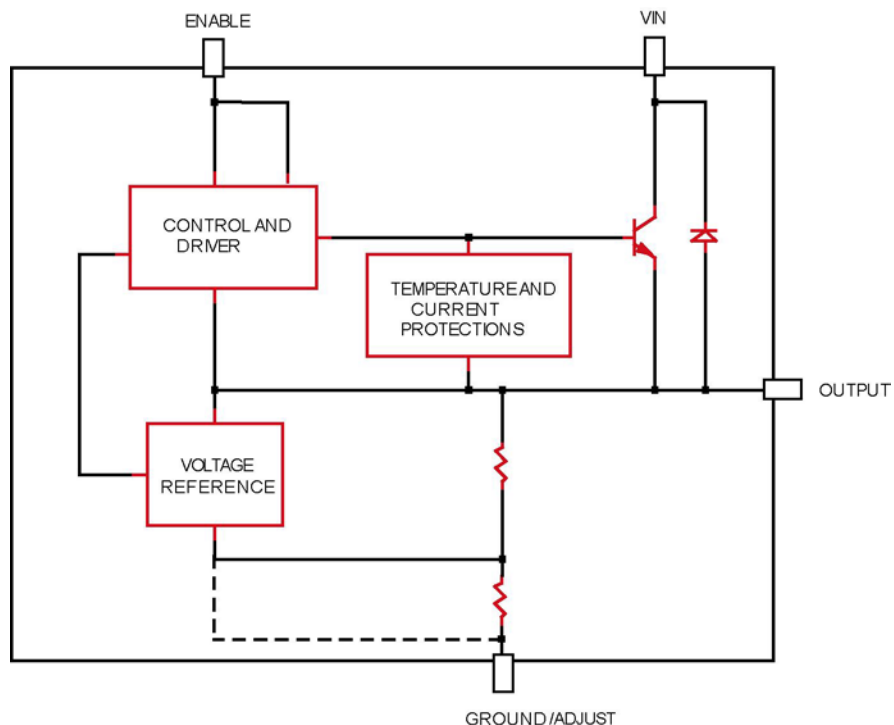 ENABLE
VIN
CONTROL AND
DRIVER
TEMPERATURE AND
CURRENT
PROTECTIONS
OUTPUT
VOLTAGE
REFERENCE
GROUND/ADJUST